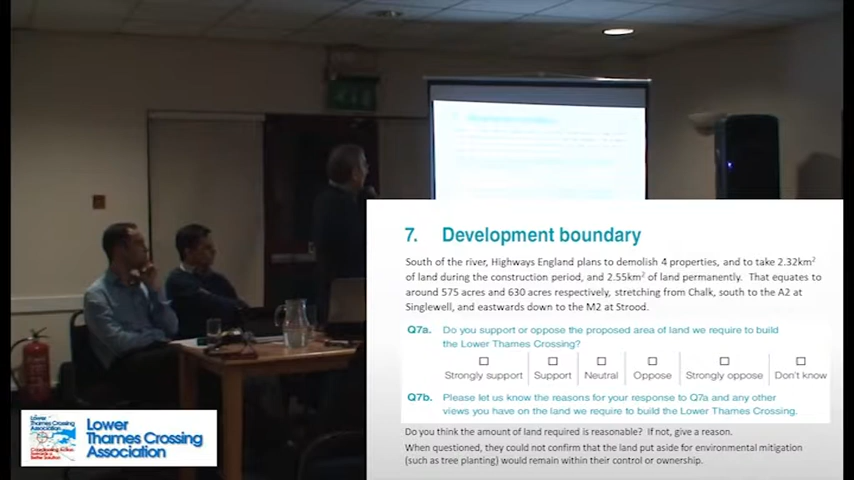 7. Development boundary
South of the river, Highways England plans to demolish 4 properties, and to take 2.32km²
of land during the construction period, and 2.55km² of land permanently. That equates to
around 575 acres and 630 acres respectively, stretching from Chalk, south to the A2 at
Singlewell, and eastwards down to the M2 at Strood.
Q7a. Do you support or oppose the proposed area of land we require to build
the Lower Thames Crossing?
Strongly support Support Neutral Oppose Strongly oppose Don't know
Q7b. Please let us know the reasons for your response to Q7a and any other
views you have on the land we require to build the Lower Thames Crossing.
Do you think the amount of land required is reasonable? If not, give a reason.
When questioned, they could not confirm that the land put aside for environmental mitigation
(such as tree planting) would remain within their control or ownership.
Lower
Thames Crossing
Association
Lower
Thames Crossing
Association